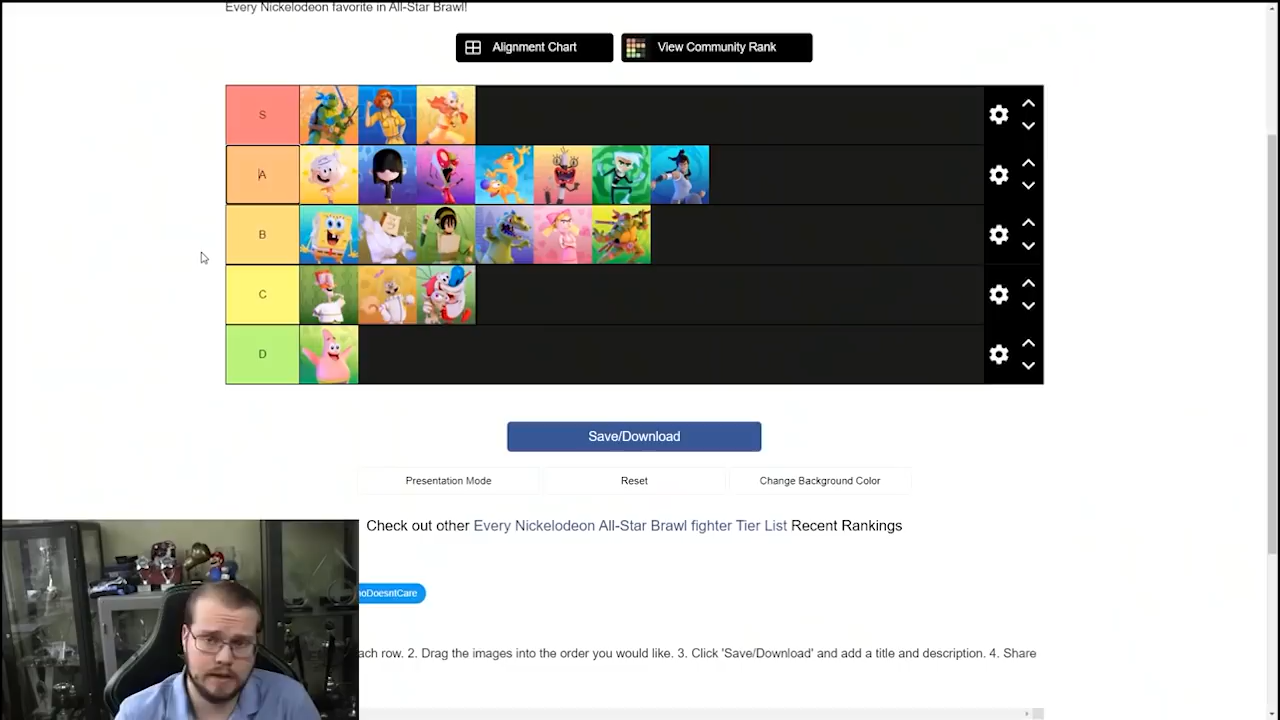 Every Nickelodeon favorite in All-Star Brawl!
Alignment Chart
View Community Rank
S
A
B
C
D
Save/Download
Presentation Mode
Reset
Change Background Color
Check out other Every Nickelodeon All-Star Brawl fighter Tier List Recent Rankings
row. 2. Drag the images into the order you would like. 3. Click 'Save/Download' and add a title and description. 4. Share